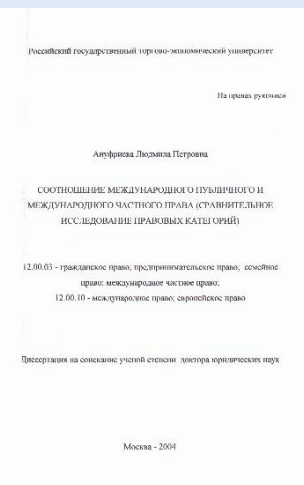 Российский государственный торгово-экономический университет
На правах рукописи
Ануфриева Людмила Петровна
СООТНОШЕНИЕ МЕЖДУНАРОДНОГО ПУБЛИЧНОГО И
МЕЖДУНАРОДНОГО ЧАСТНОГО ПРАВА (СРАВНИТЕЛЬНОЕ
ИССЛЕДОВАНИЕ ПРАВОВЫХ КАТЕГОРИЙ)
12.00.03 - гражданское право; предпринимательское право; семейное
право; международное частное право;
12.00.10 - международное право; европейское право
Диссертация на соискание ученой степени доктора юридических наук
Москва - 2004